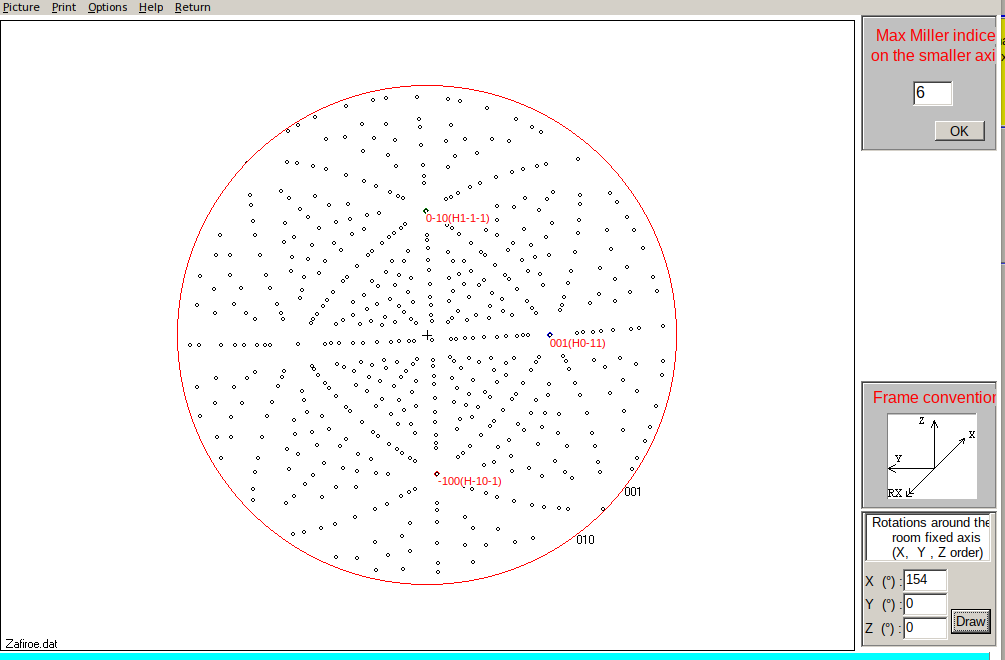 Picture Print Options Help Return
Max Miller indice
on the smaller axi
6
OK
0-10(H1-1-1)
001(H0-11)
-100(H-10-1)
001
010
Frame convention
Z
X
Y
RX
Rotations around the
room fixed axis
(X, Y , Z order)
X (°) : 154
Y (°) : 0
Draw
Z (°) : 0
Zafiroe.dat